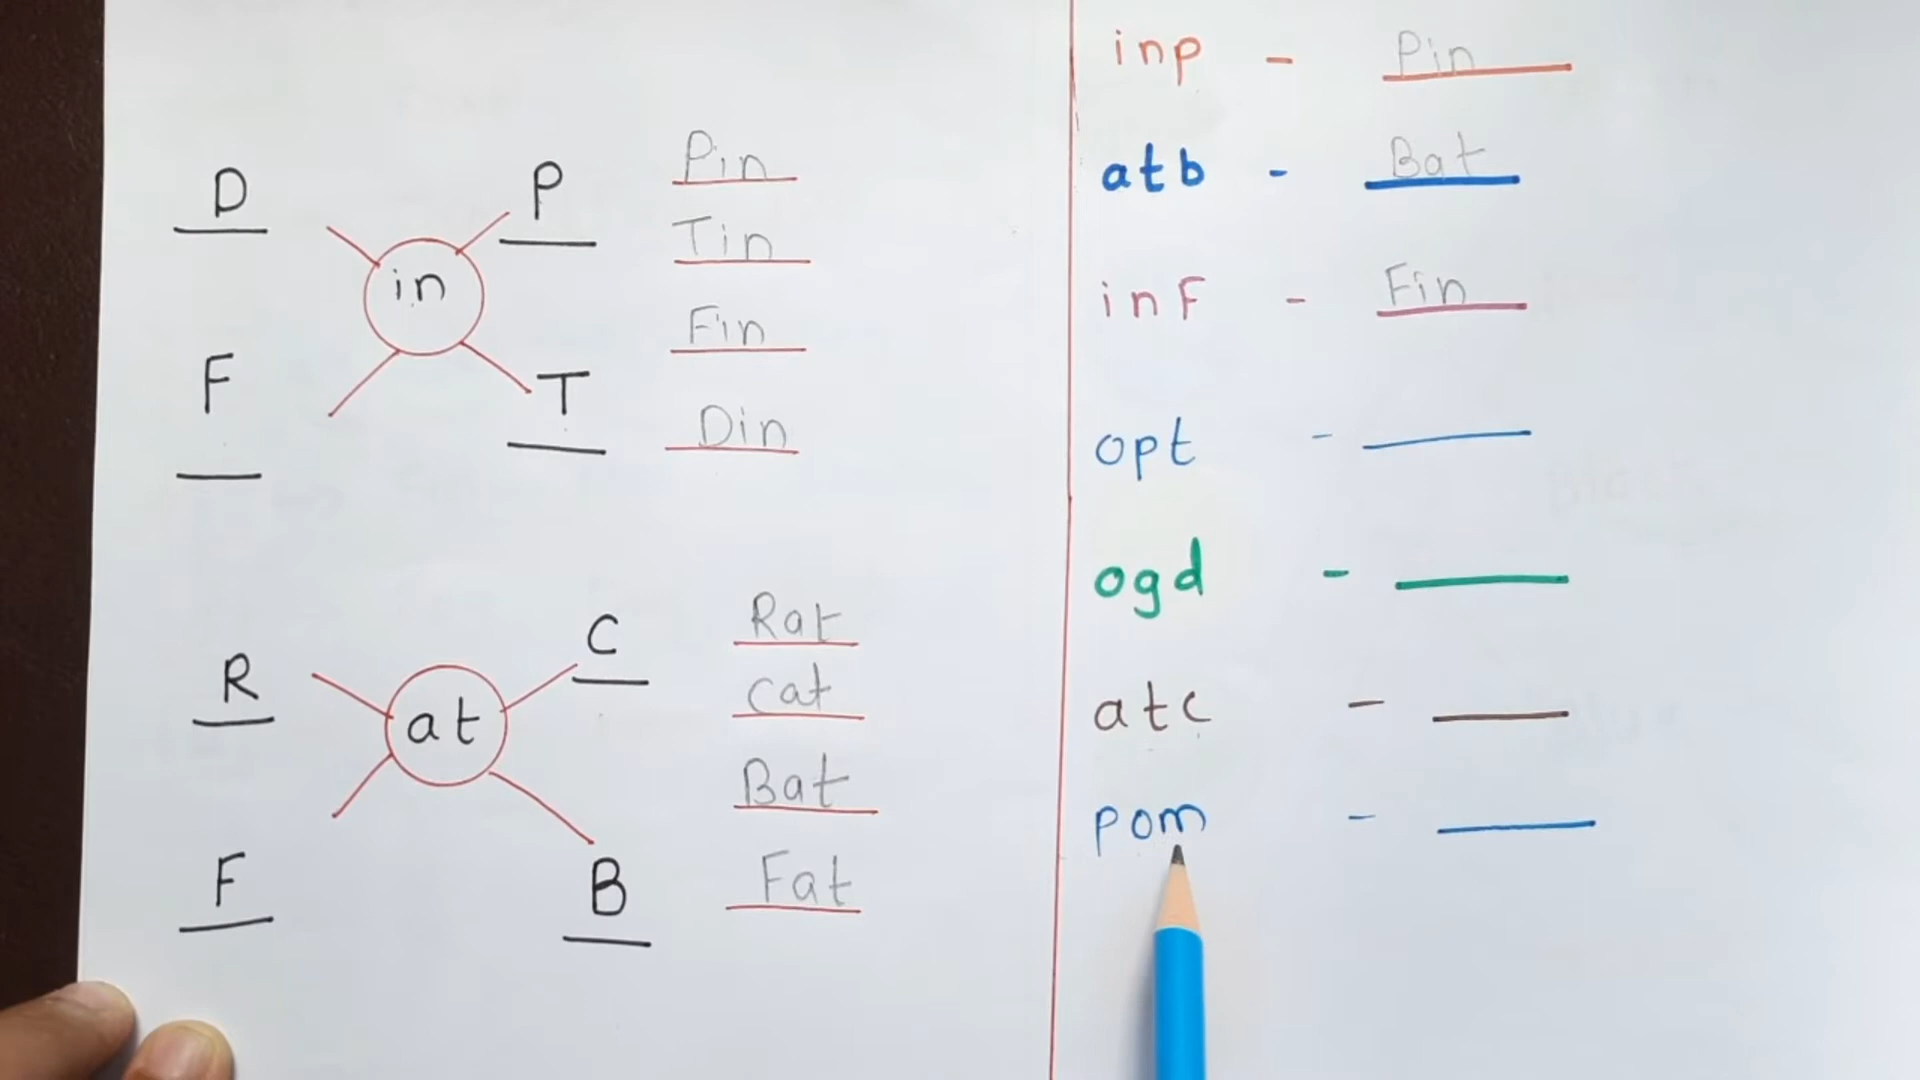 D
P
in
F
T
Pin
Tin
Fin
Din
R
C
at
F
B
Rat
cat
Bat
Fat
inp - Pin
atb - Bat
inF - Fin
opt -
ogd -
atc -
pom -